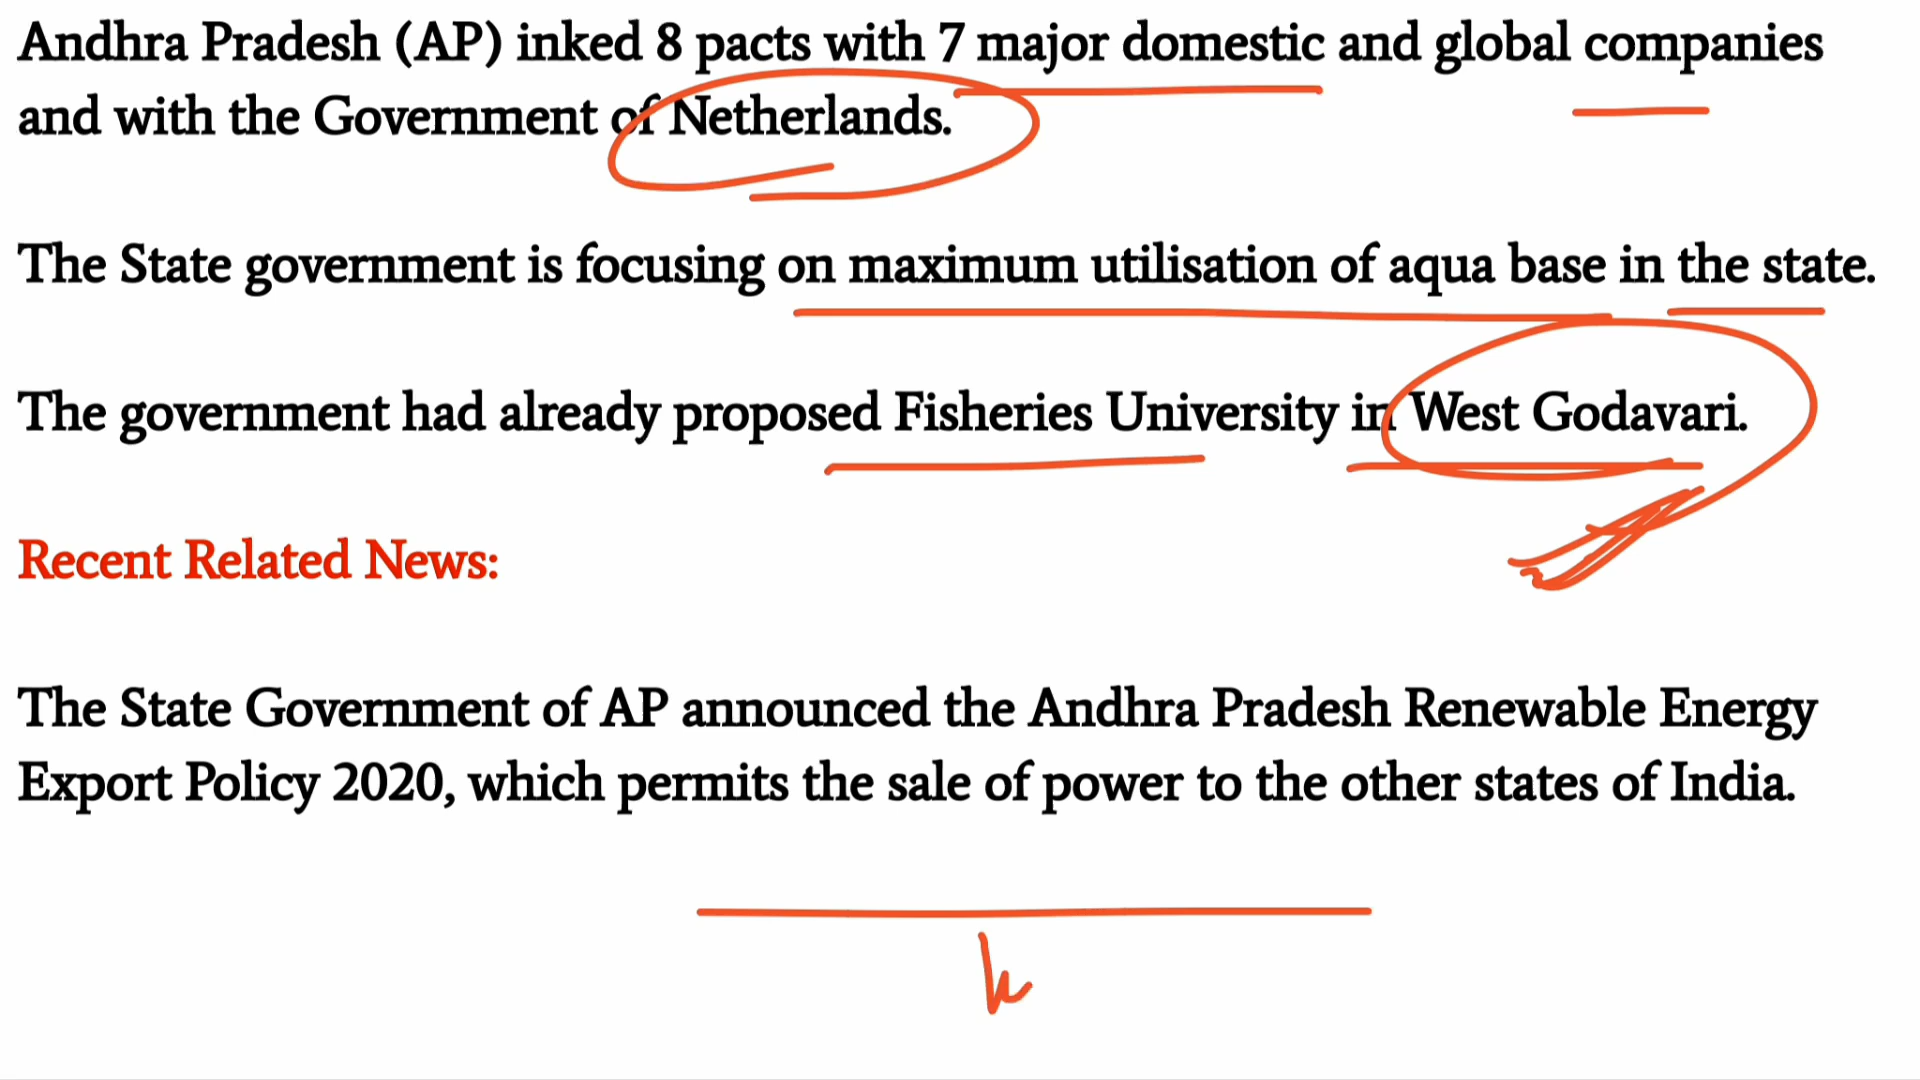 Andhra Pradesh (AP) inked 8 pacts with 7 major domestic and global companies
and with the Government of Netherlands.
The State government is focusing on maximum utilisation of aqua base in the state.
The government had already proposed Fisheries University in West Godavari.
Recent Related News:
The State Government of AP announced the Andhra Pradesh Renewable Energy
Export Policy 2020, which permits the sale of power to the other states of India.